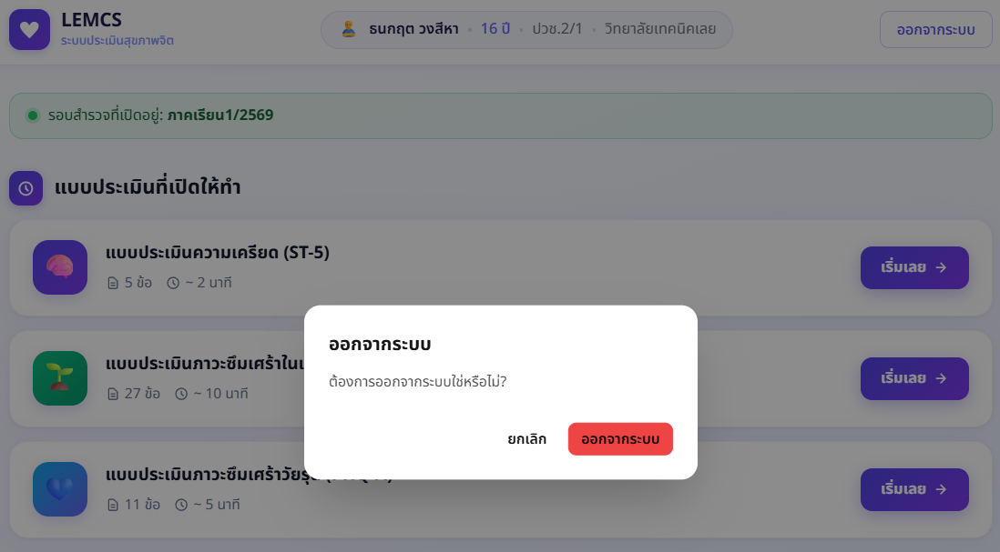 LEMCS
ระบบประเมินสุขภาพจิต
ธนกฤต วงสีหา • 16 ปี • ปวช.2/1 • วิทยาลัยเทคนิคเลย
ออกจากระบบ
รอบสำรวจที่เปิดอยู่: ภาคเรียน1/2569
แบบประเมินที่เปิดให้ทำ
แบบประเมินความเครียด (ST-5)
5 ข้อ ~ 2 นาที
เริ่มเลย →
แบบประเมินภาวะซึมเศร้าใน
27 ข้อ ~ 10 นาที
เริ่มเลย →
แบบประเมินภาวะซึมเศร้าวัยรุ่น
11 ข้อ ~ 5 นาที
เริ่มเลย →
ออกจากระบบ
ต้องการออกจากระบบใช่หรือไม่?
ยกเลิก
ออกจากระบบ